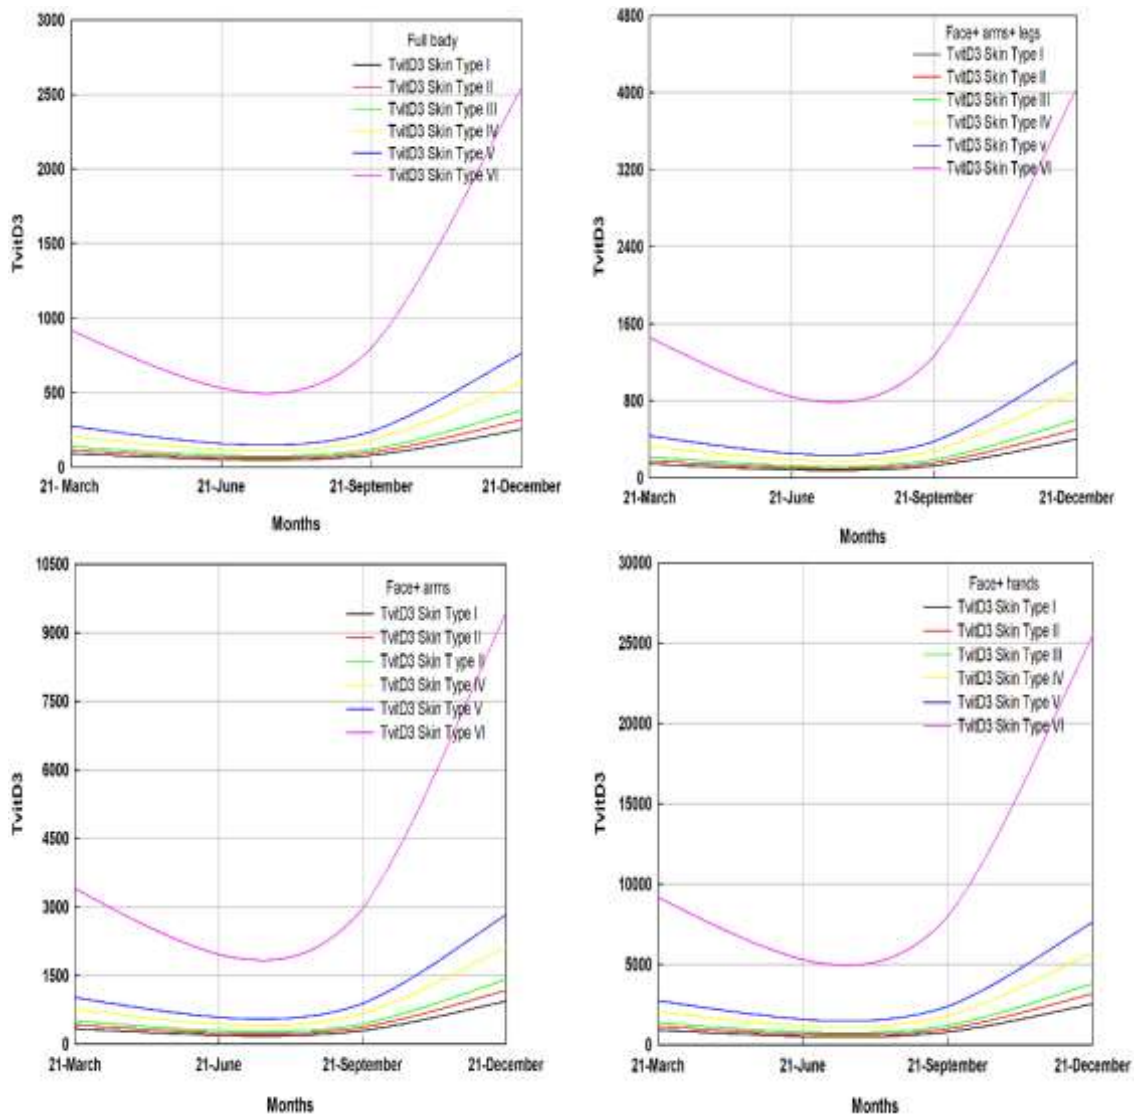 3000
2500
2000
1500
1000
500
0
TvitD3
Full bady
TvitD3 Skin Type I
TvitD3 Skin Type II
TvitD3 Skin Type III
TvitD3 Skin Type IV
TvitD3 Skin Type V
TvitD3 Skin Type VI
21- March
21-June
21-September
21-December
Months
4800
4000
3200
2400
1600
800
0
TvitD3
Face+ arms+ legs
TvitD3 Skin Type I
TvitD3 Skin Type II
TvitD3 Skin Type III
TvitD3 Skin Type IV
TvitD3 Skin Type v
TvitD3 Skin Type VI
21-March
21-June
21-September
21-December
Months
10500
9000
7500
6000
4500
3000
1500
0
TvitD3
Face+ arms
TvitD3 Skin Type I
TvitD3 Skin Type II
TvitD3 Skin T ype II
TvitD3 Skin Type IV
TvitD3 Skin Type V
TvitD3 Skin Type VI
21-March
21-June
21-September
21-December
Months
30000
25000
20000
15000
10000
5000
0
TvitD3
Face+ hands
TvitD3 Skin Type I
TvitD3 Skin Type II
TvitD3 Skin Type III
TvitD3 Skin Type IV
TvitD3 Skin Type V
TvitD3 Skin Type VI
21-March
21-June
21-September
21-December
Months